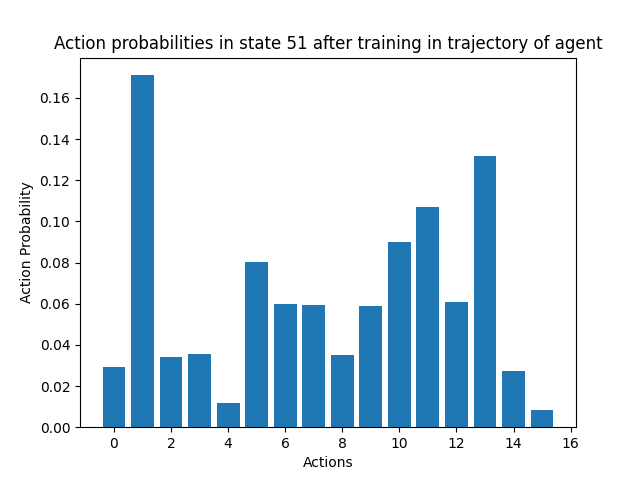 Action probabilities in state 51 after training in trajectory of agent
0.16
0.14
0.12
0.10
0.08
0.06
0.04
0.02
0.00
Action Probability
0 2 4 6 8 10 12 14 16
Actions